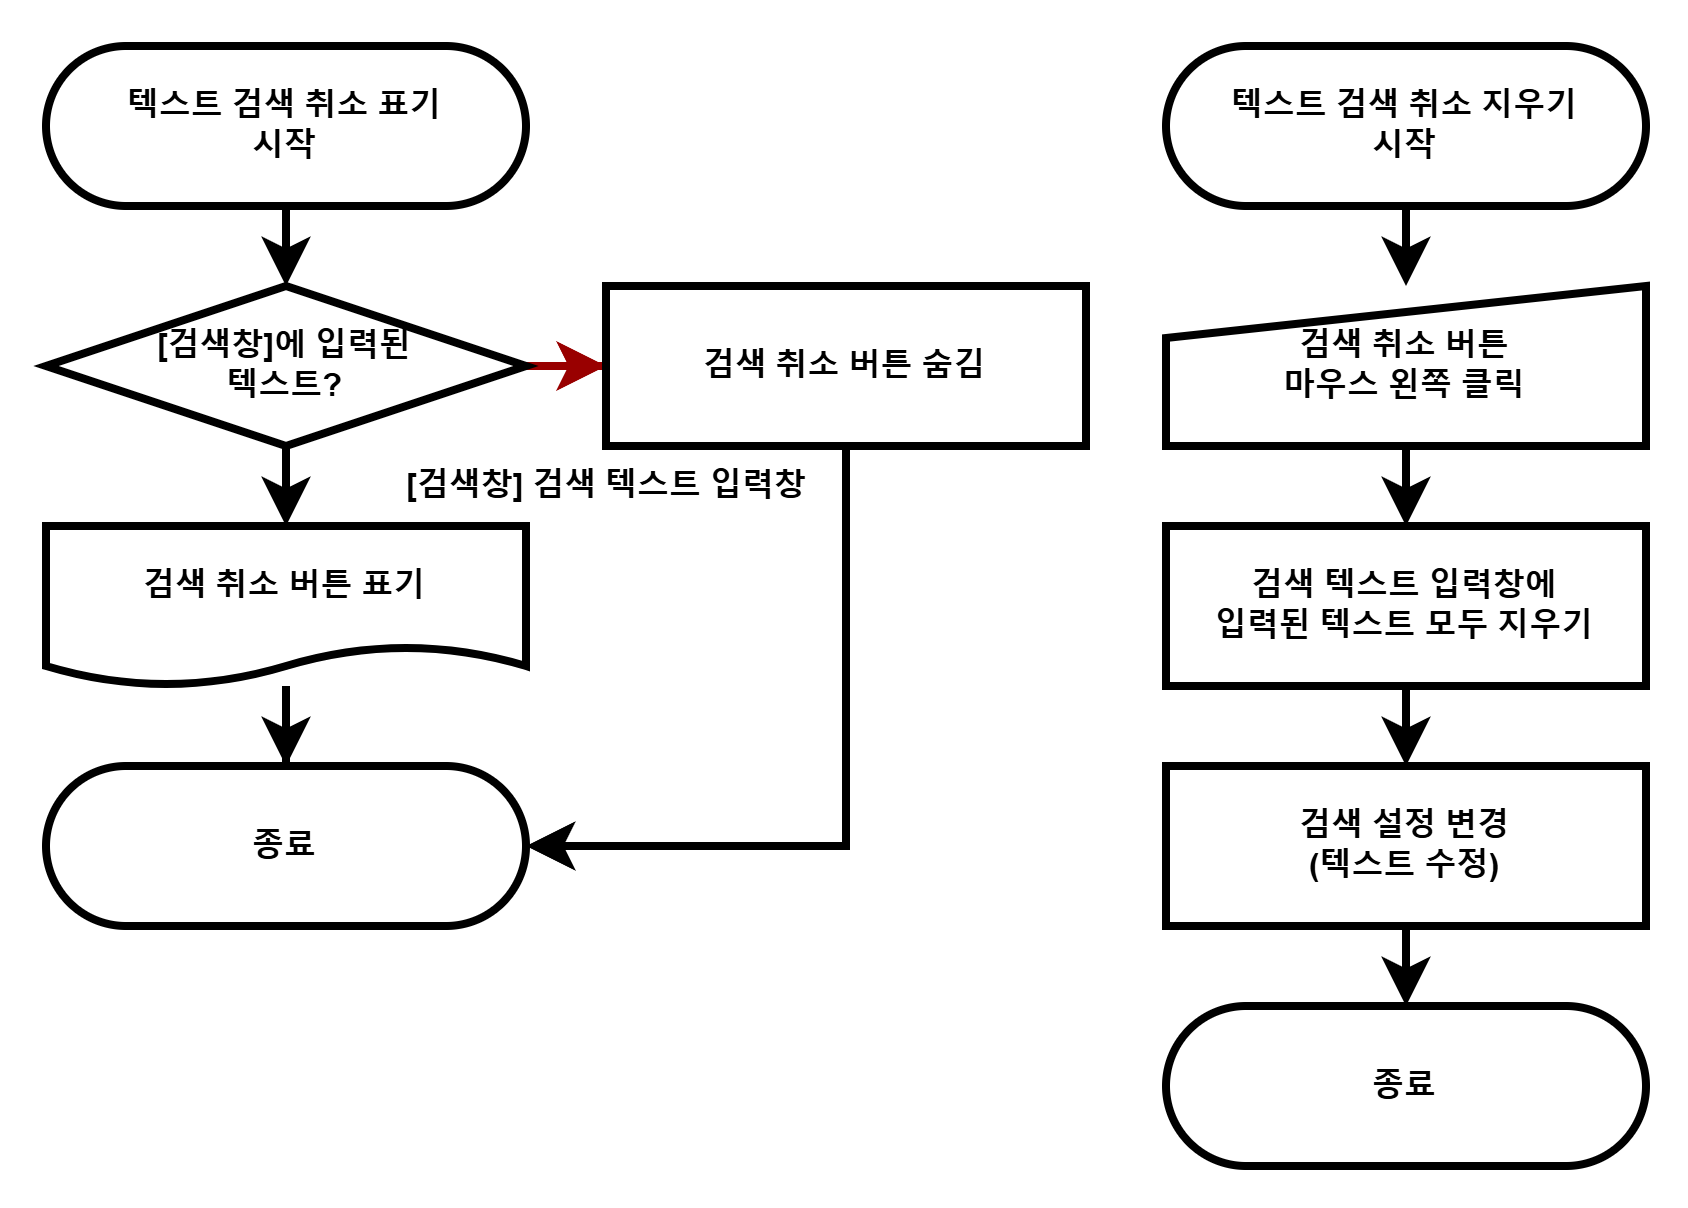 텍스트 검색 취소 표기
시작
[검색창]에 입력된
텍스트?
검색 취소 버튼 숨김
[검색창] 검색 텍스트 입력창
검색 취소 버튼 표기
종료
텍스트 검색 취소 지우기
시작
검색 취소 버튼
마우스 왼쪽 클릭
검색 텍스트 입력창에
입력된 텍스트 모두 지우기
검색 설정 변경
(텍스트 수정)
종료